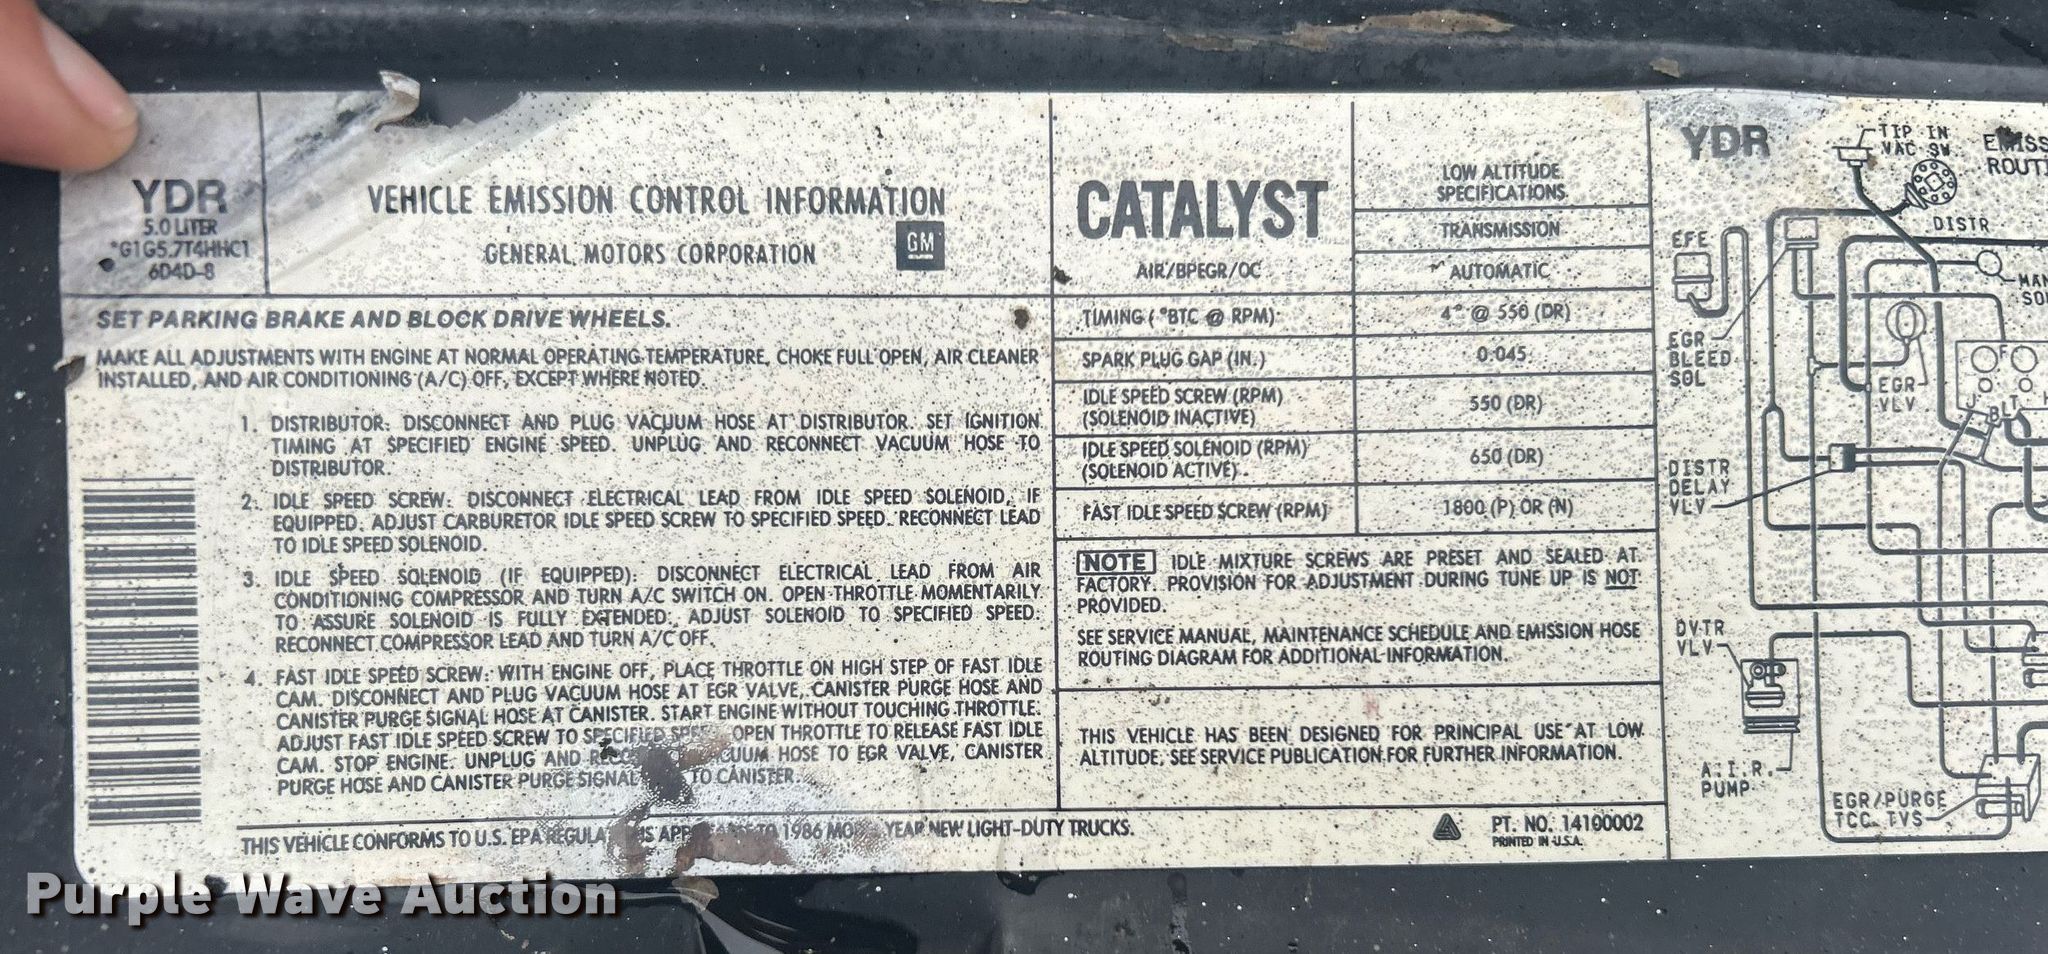 YDR
5.0 LITER
*G1G5.7T4HHC1
6D4D-8
VEHICLE EMISSION CONTROL INFORMATION
GENERAL MOTORS CORPORATION
GM
SET PARKING BRAKE AND BLOCK DRIVE WHEELS.
MAKE ALL ADJUSTMENTS WITH ENGINE AT NORMAL OPERATING TEMPERATURE, CHOKE FULL OPEN, AIR CLEANER
INSTALLED, AND AIR CONDITIONING (A/C) OFF, EXCEPT WHERE NOTED.
1. DISTRIBUTOR: DISCONNECT AND PLUG VACUUM HOSE AT DISTRIBUTOR. SET IGNITION
TIMING AT SPECIFIED ENGINE SPEED. UNPLUG AND RECONNECT VACUUM HOSE TO
DISTRIBUTOR.
2. IDLE SPEED SCREW: DISCONNECT ELECTRICAL LEAD FROM IDLE SPEED SOLENOID, IF
EQUIPPED. ADJUST CARBURETOR IDLE SPEED SCREW TO SPECIFIED SPEED. RECONNECT LEAD
TO IDLE SPEED SOLENOID.
3. IDLE SPEED SOLENOID (IF EQUIPPED): DISCONNECT ELECTRICAL LEAD FROM AIR
CONDITIONING COMPRESSOR AND TURN A/C SWITCH ON. OPEN THROTTLE MOMENTARILY
TO ASSURE SOLENOID IS FULLY EXTENDED. ADJUST SOLENOID TO SPECIFIED SPEED.
RECONNECT COMPRESSOR LEAD AND TURN A/C OFF.
4. FAST IDLE SPEED SCREW: WITH ENGINE OFF, PLACE THROTTLE ON HIGH STEP OF FAST IDLE
CAM. DISCONNECT AND PLUG VACUUM HOSE AT EGR VALVE, CANISTER PURGE HOSE AND
CANISTER PURGE SIGNAL HOSE AT CANISTER. START ENGINE WITHOUT TOUCHING THROTTLE.
ADJUST FAST IDLE SPEED SCREW TO SPECIFIED SPEED. OPEN THROTTLE TO RELEASE FAST IDLE
CAM. STOP ENGINE. UNPLUG AND VACUUM HOSE TO EGR VALVE, CANISTER
PURGE HOSE AND CANISTER PURGE SIGNAL TO CANISTER.
THIS VEHICLE CONFORMS TO U.S. EPA TO 1986 MODEL YEAR NEW LIGHT-DUTY TRUCKS.
CATALYST
AIR/BPEGR/OC
LOW ALTITUDE
SPECIFICATIONS
TRANSMISSION
AUTOMATIC
TIMING (°BTC @ RPM) 4° @ 550 (DR)
SPARK PLUG GAP (IN.) 0.045
IDLE SPEED SCREW (RPM)
(SOLENOID INACTIVE) 550 (DR)
IDLE SPEED SOLENOID (RPM)
(SOLENOID ACTIVE) 650 (DR)
FAST IDLE SPEED SCREW (RPM) 1800 (P) OR (N)
NOTE IDLE MIXTURE SCREWS ARE PRESET AND SEALED AT
FACTORY. PROVISION FOR ADJUSTMENT DURING TUNE UP IS NOT
PROVIDED.
SEE SERVICE MANUAL, MAINTENANCE SCHEDULE AND EMISSION HOSE
ROUTING DIAGRAM FOR ADDITIONAL INFORMATION.
THIS VEHICLE HAS BEEN DESIGNED FOR PRINCIPAL USE AT LOW
ALTITUDE, SEE SERVICE PUBLICATION FOR FURTHER INFORMATION.
PT. NO. 14100002
PRINTED IN U.S.A.
YDR
TIP IN
VAC SW
EMISS
ROUTI
DISTR
EFE
MAN
SO
EGR
BLEED
SOL
EGR
VLV
F
J
BLT
DISTR
DELAY
VLV
DVTR
VLV
A.I.R.
PUMP
EGR/PURGE
TCC TVS
Purple Wave Auction